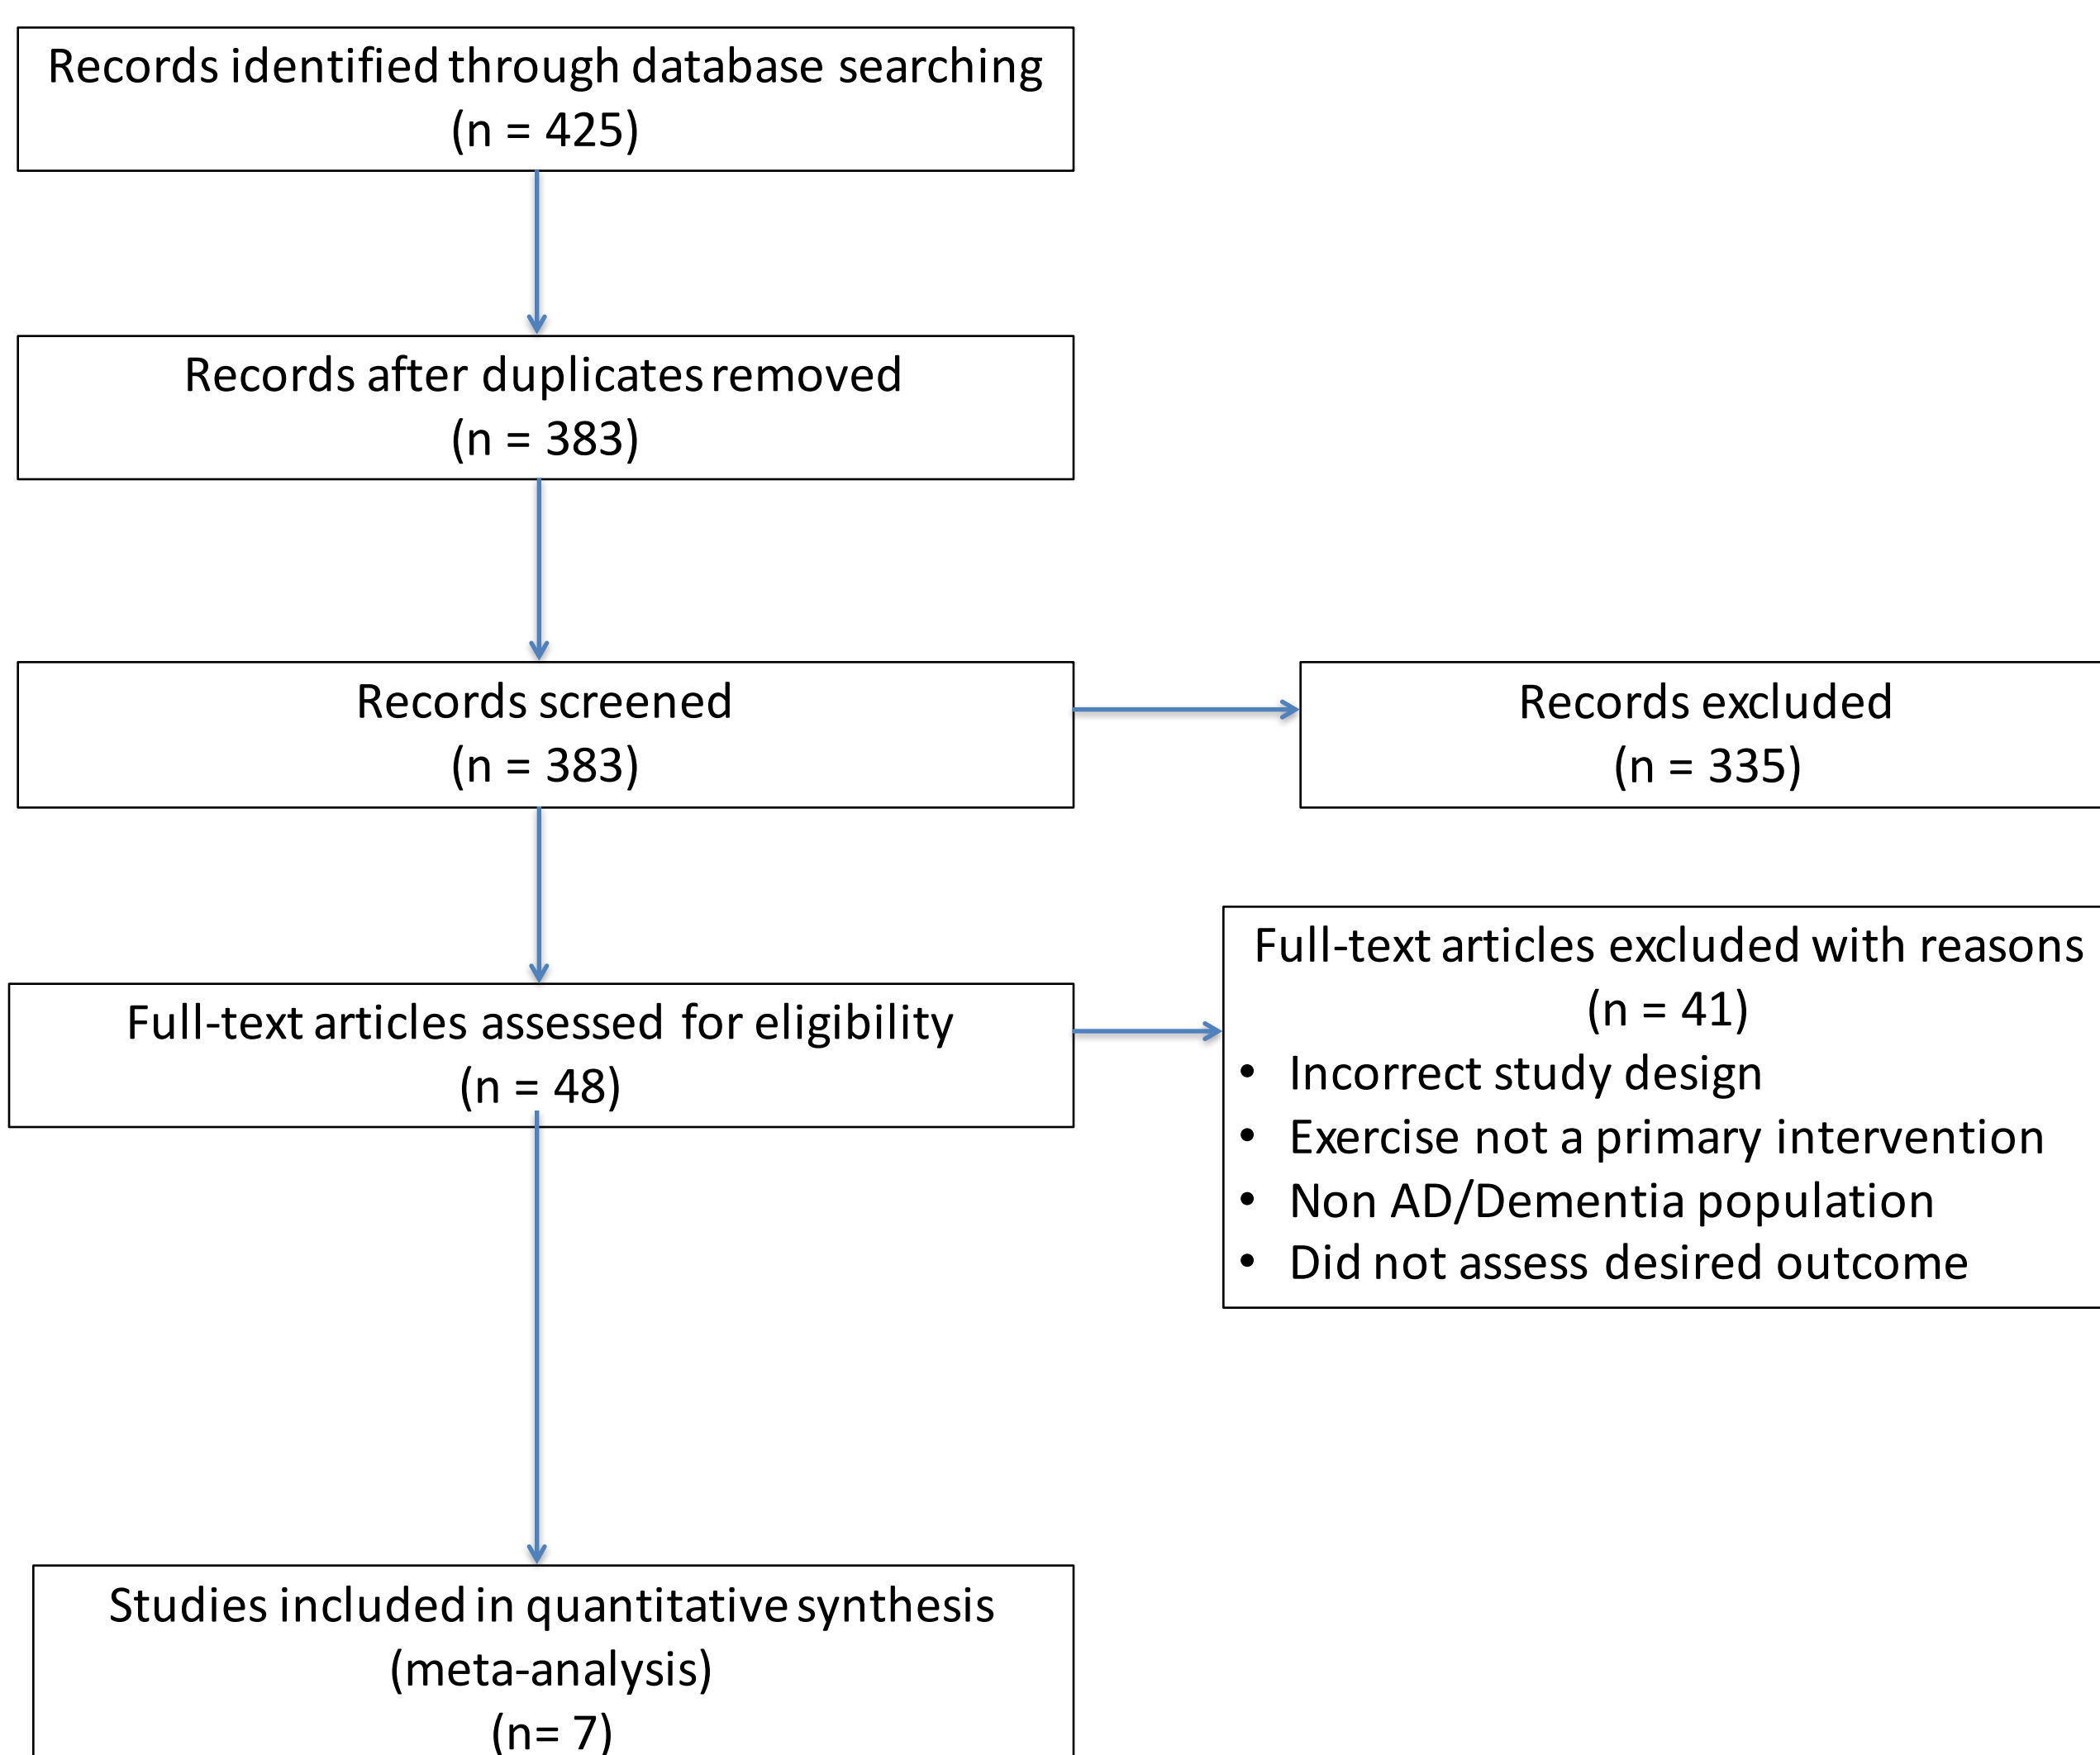 Records identified through database searching
(n = 425)
Records after duplicates removed
(n = 383)
Records screened
(n = 383)
Records excluded
(n = 335)
Full-text articles assessed for eligibility
(n = 48)
Full-text articles excluded with reasons
(n = 41)
• Incorrect study design
• Exercise not a primary intervention
• Non AD/Dementia population
• Did not assess desired outcome
Studies included in quantitative synthesis
(meta-analysis)
(n= 7)